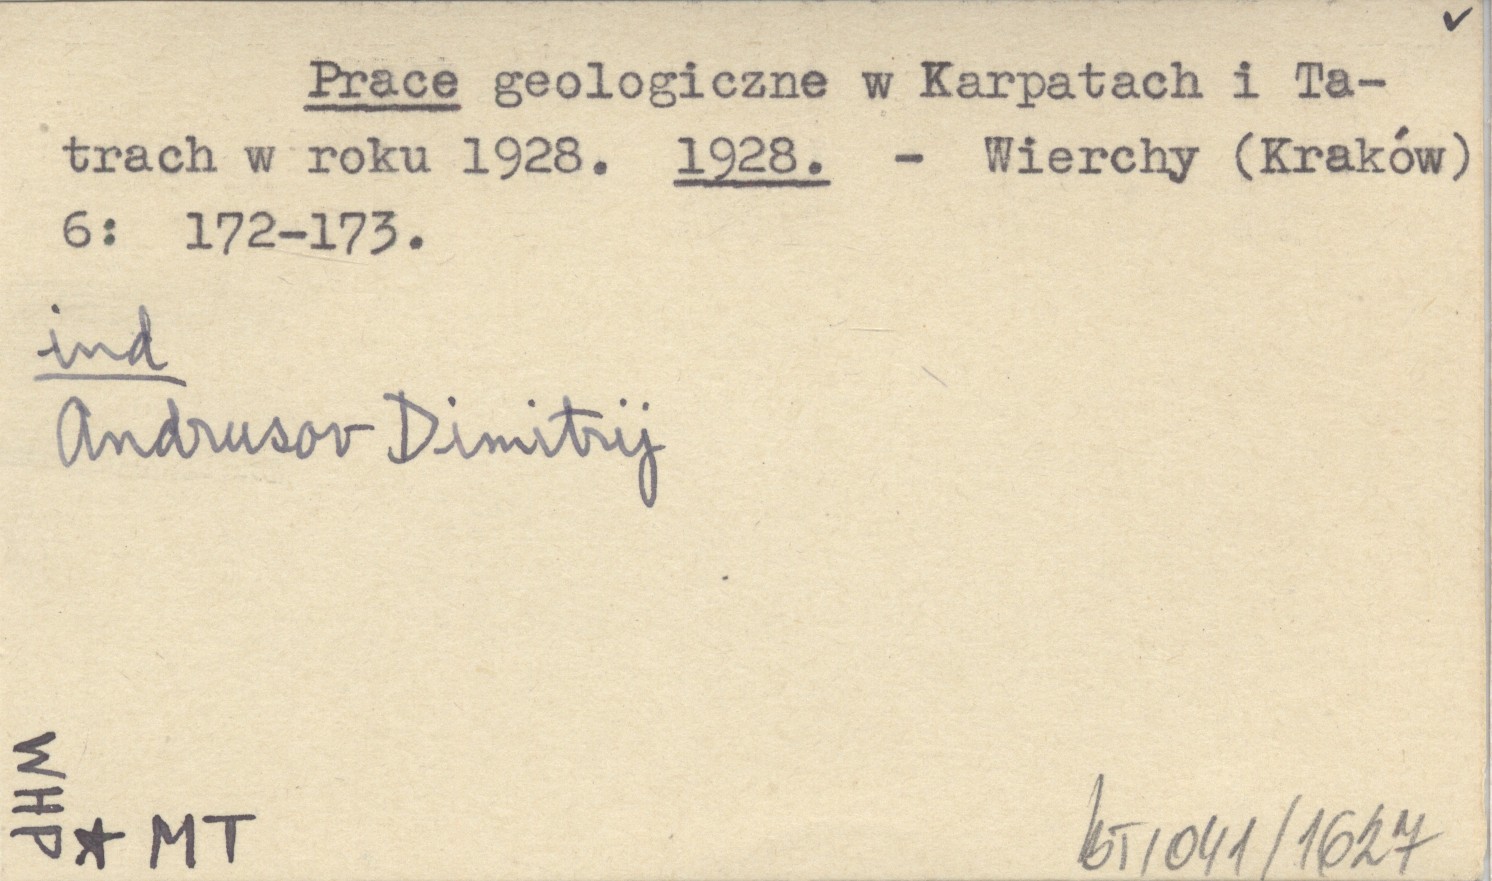 Prace geologiczne w Karpatach i Ta-
trach w roku 1928. 1928. - Wierchy (Kraków)
6: 172-173.
ind
Andrusov Dimitrij
WHP
* MT
/041/1627